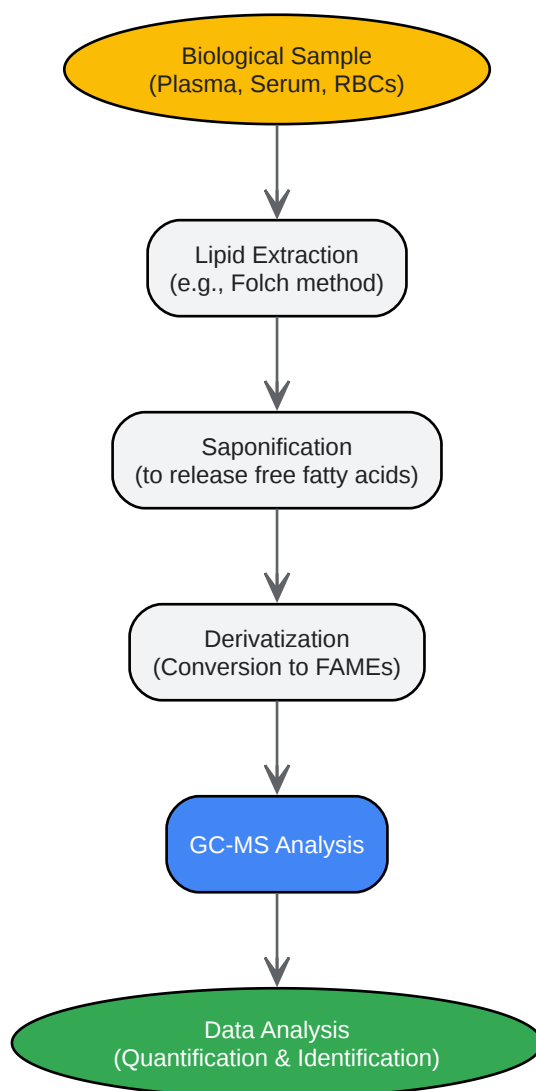 Biological Sample
(Plasma, Serum, RBCs)
Lipid Extraction
(e.g., Folch method)
Saponification
(to release free fatty acids)
Derivatization
(Conversion to FAMEs)
GC-MS Analysis
Data Analysis
(Quantification & Identification)